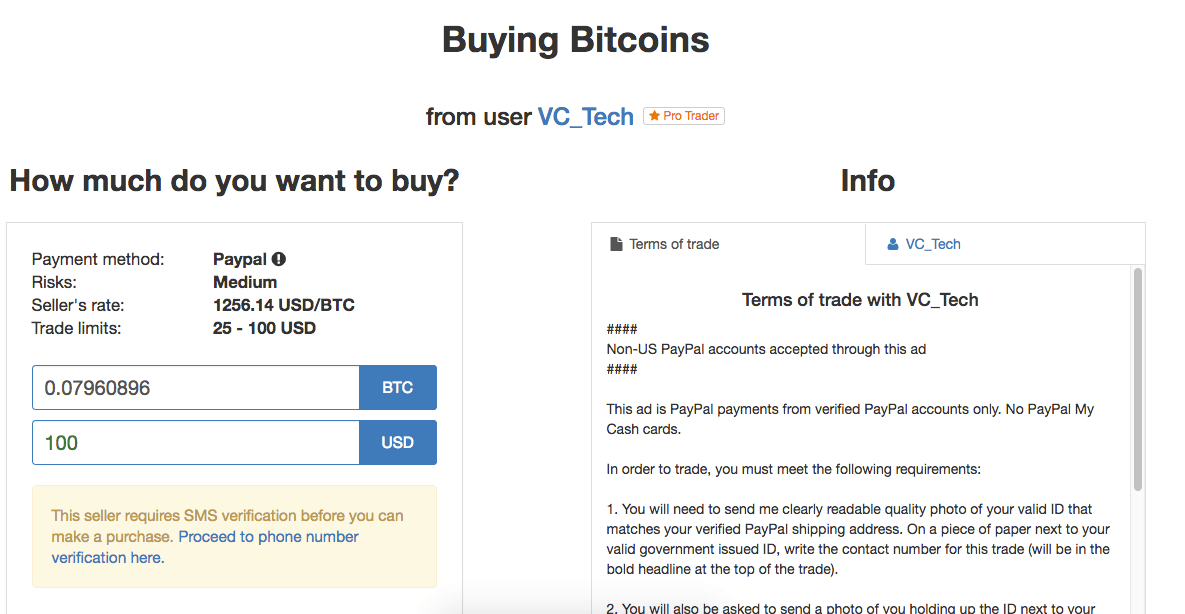 Buying Bitcoins
from user VC_Tech Pro Trader
How much do you want to buy?
Payment method: Paypal
Risks: Medium
Seller's rate: 1256.14 USD/BTC
Trade limits: 25 - 100 USD
0.07960896 BTC
100 USD
This seller requires SMS verification before you can
make a purchase. Proceed to phone number
verification here.
Info
Terms of trade VC_Tech
Terms of trade with VC_Tech
####
Non-US PayPal accounts accepted through this ad
####
This ad is PayPal payments from verified PayPal accounts only. No PayPal My
Cash cards.
In order to trade, you must meet the following requirements:
1. You will need to send me clearly readable quality photo of your valid ID that
matches your verified PayPal shipping address. On a piece of paper next to your
valid government issued ID, write the contact number for this trade (will be in the
bold headline at the top of the trade).
2. You will also be asked to send a photo of you holding up the ID next to your